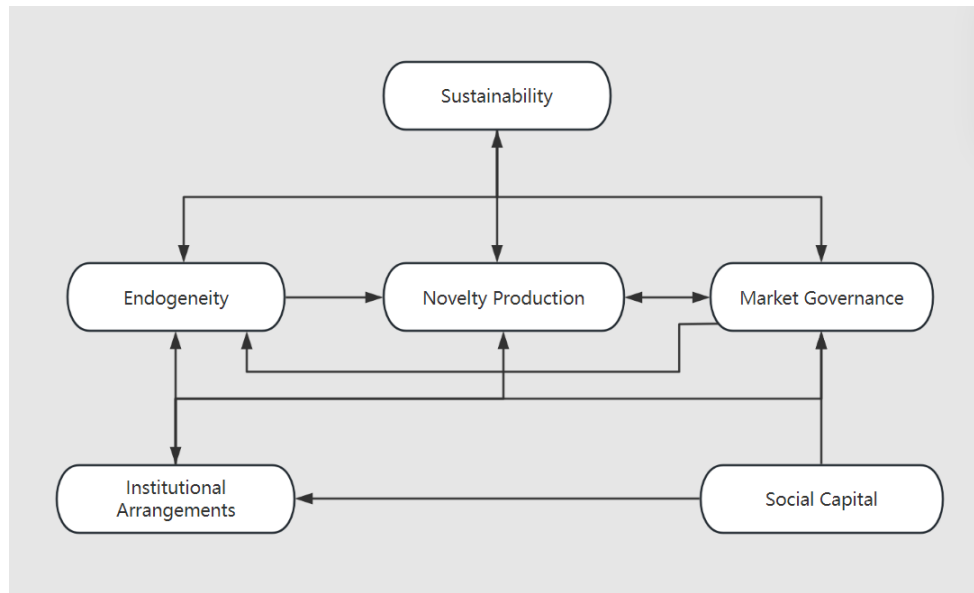 Sustainability
Endogeneity
Novelty Production
Market Governance
Institutional
Arrangements
Social Capital